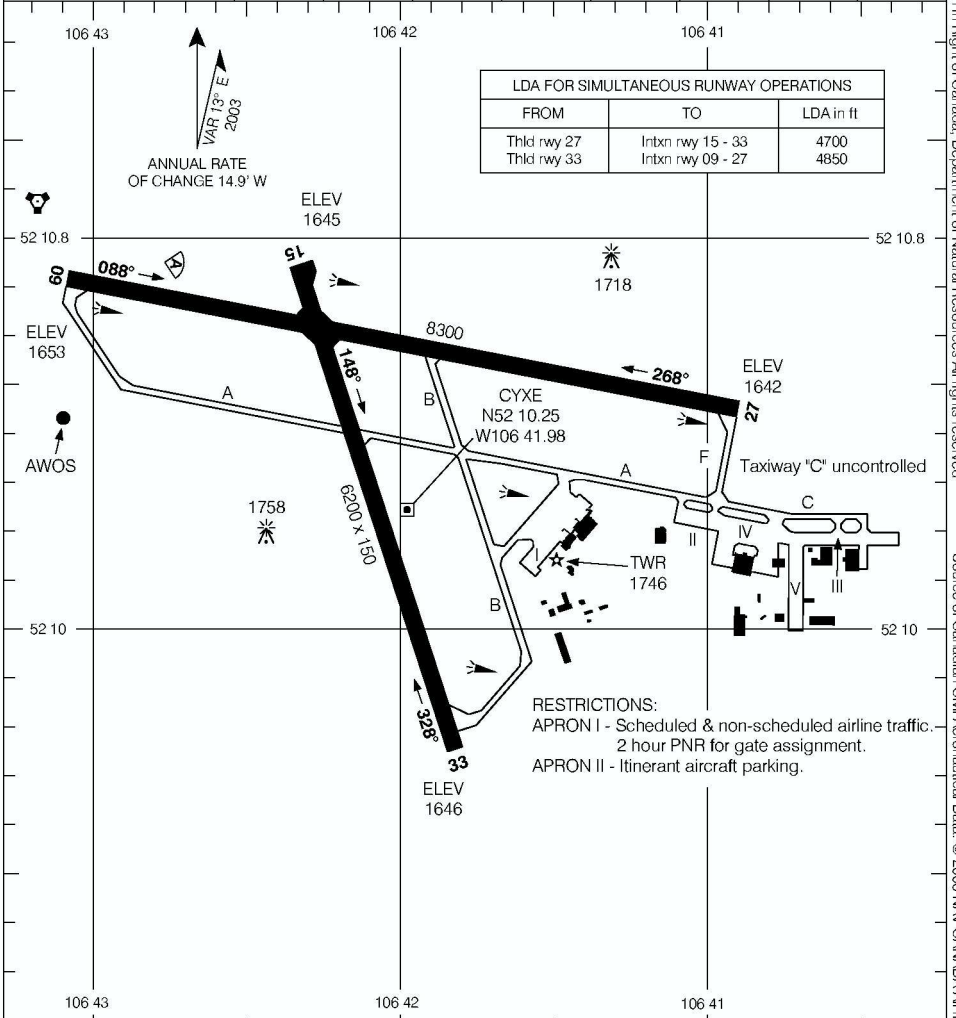 106 43
106 42
106 41
VAR 13° E
2003
ANNUAL RATE
OF CHANGE 14.9' W
LDA FOR SIMULTANEOUS RUNWAY OPERATIONS
FROM TO LDA in ft
Thld rwy 27 Intxn rwy 15 - 33 4700
Thld rwy 33 Intxn rwy 09 - 27 4850
ELEV
1645
52 10.8
52 10.8
15
09
088°
A
1718
ELEV
1653
8300
148°
268°
ELEV
1642
27
A
B
CYXE
N52 10.25
W106 41.98
AWOS
A
F
Taxiway "C" uncontrolled
6200 x 150
1758
C
II
IV
I
TWR
1746
III
V
B
52 10
52 10
328°
33
ELEV
1646
RESTRICTIONS:
APRON I - Scheduled & non-scheduled airline traffic.
2 hour PNR for gate assignment.
APRON II - Itinerant aircraft parking.
106 43
106 42
106 41